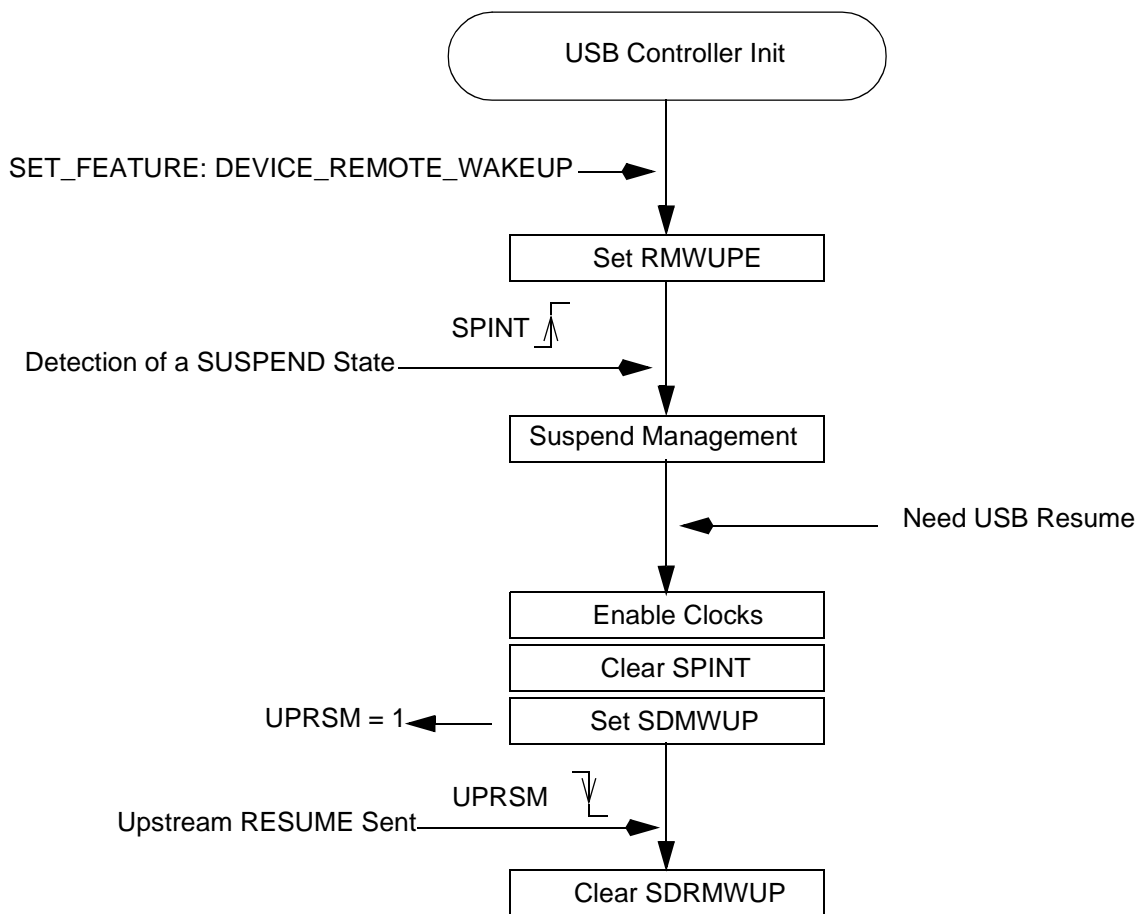 USB Controller Init
SET_FEATURE: DEVICE_REMOTE_WAKEUP
Set RMWUPE
SPINT
Detection of a SUSPEND State
Suspend Management
Need USB Resume
Enable Clocks
Clear SPINT
UPRSM = 1
Set SDMWUP
UPRSM
Upstream RESUME Sent
Clear SDRMWUP